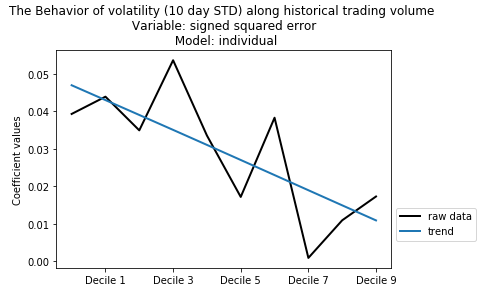 The Behavior of volatility (10 day STD) along historical trading volume
Variable: signed squared error
Model: individual
Coefficient values
0.05
0.04
0.03
0.02
0.01
0.00
Decile 1
Decile 3
Decile 5
Decile 7
Decile 9
raw data
trend